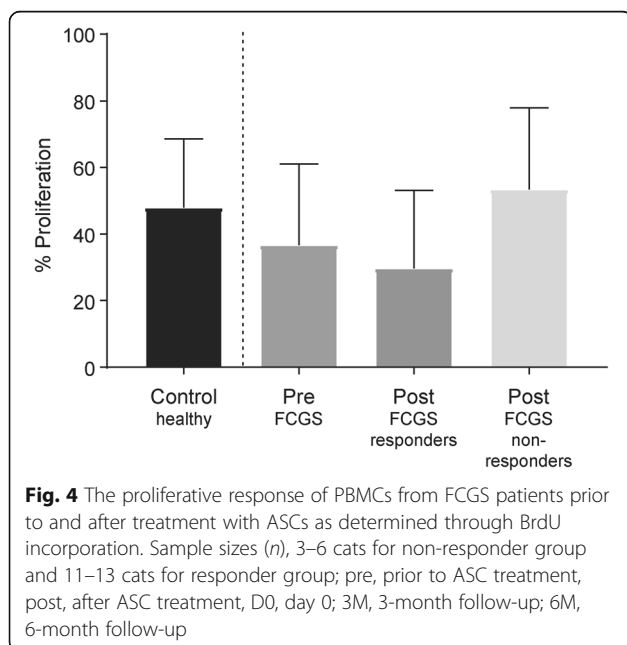 100
80
60
40
20
0
% Proliferation
Control
healthy
Pre
FCGS
Post
FCGS
responders
Post
FCGS
non-
responders
Fig. 4 The proliferative response of PBMCs from FCGS patients prior
to and after treatment with ASCs as determined through BrdU
incorporation. Sample sizes (n), 3–6 cats for non-responder group
and 11–13 cats for responder group; pre, prior to ASC treatment,
post, after ASC treatment, D0, day 0; 3M, 3-month follow-up; 6M,
6-month follow-up